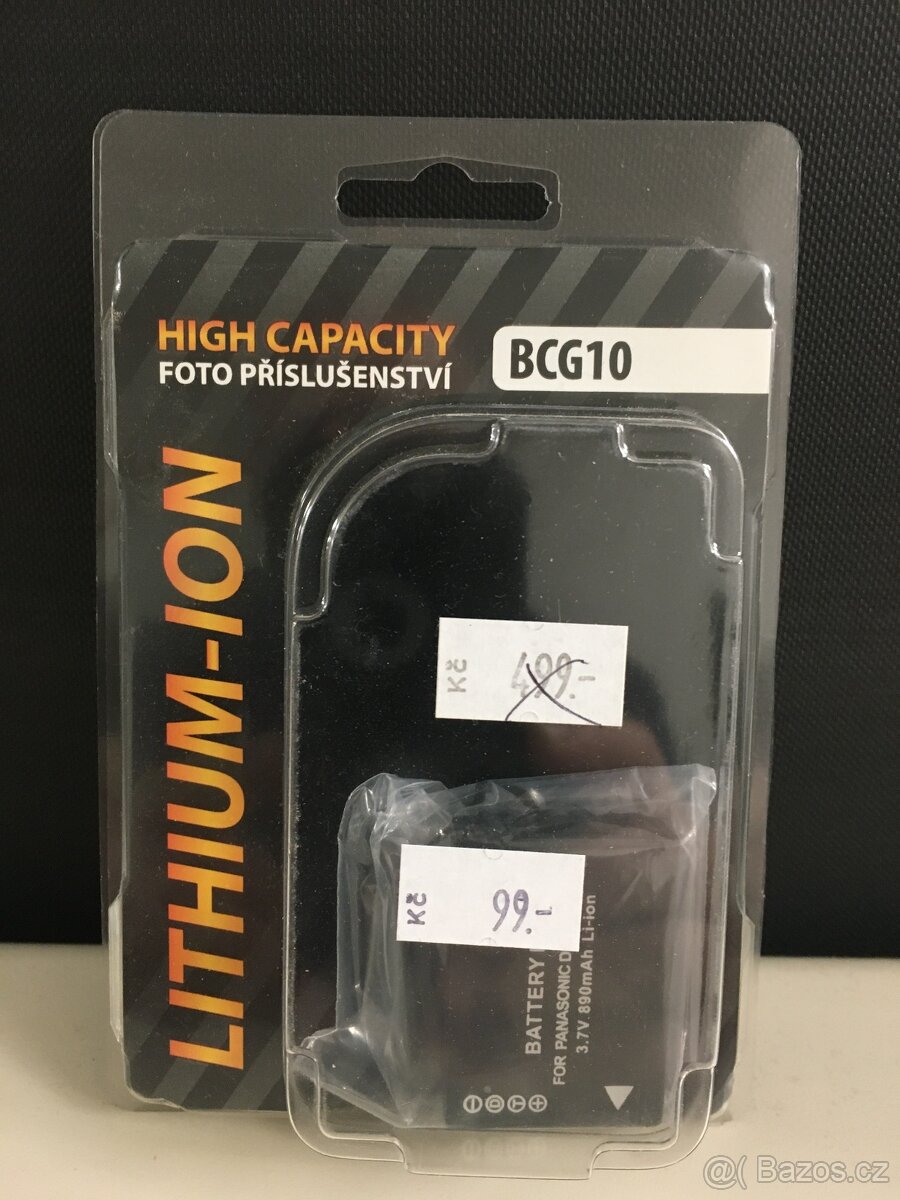 HIGH CAPACITY
FOTO PŘÍSLUŠENSTVÍ
BCG10
LITHIUM-ION
Kč 499.-
Kč 99.-
BATTERY
FOR PANASONIC D
3.7V 890mAh Li-ion
@( Bazos.cz